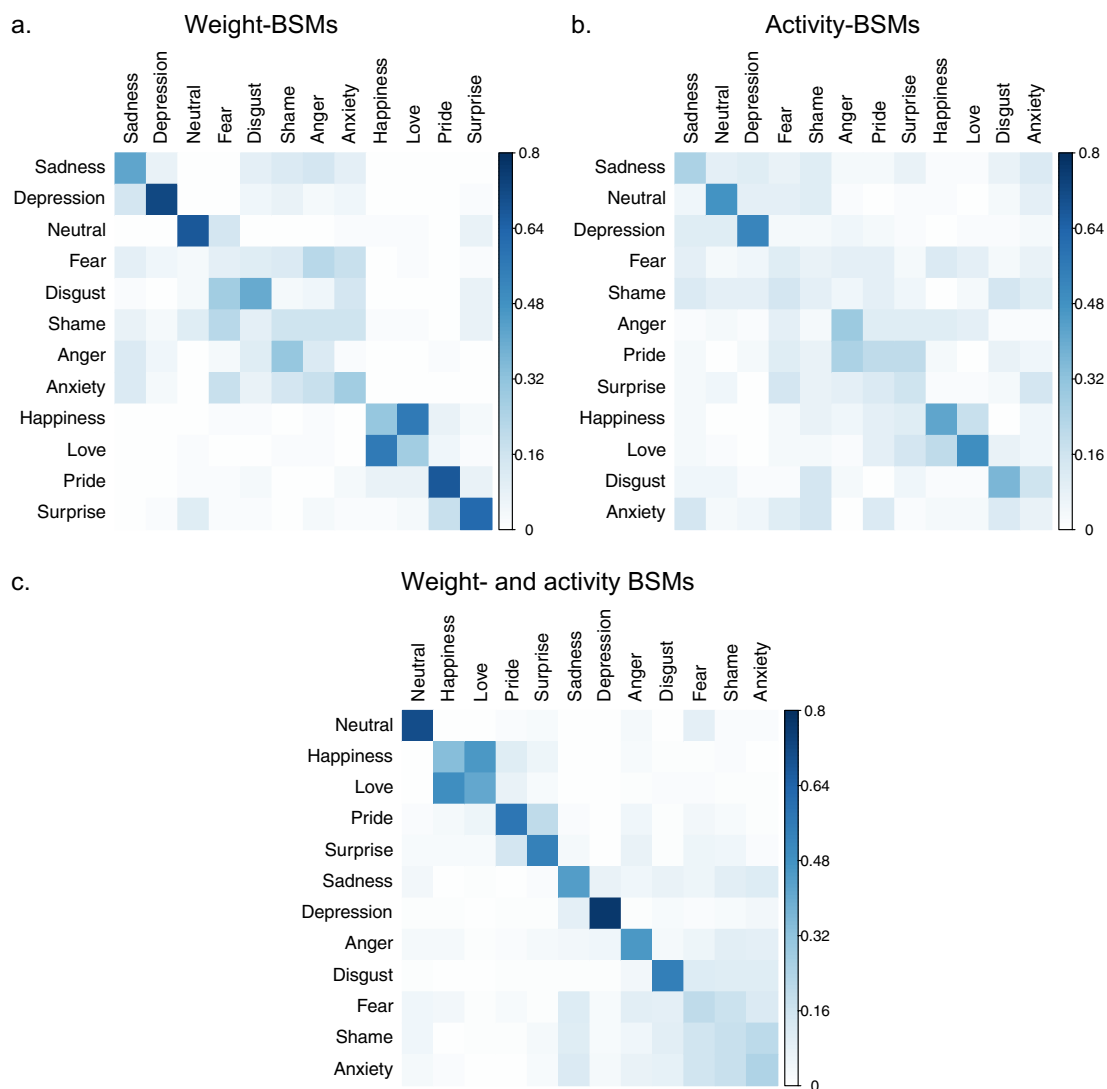 a.
Weight-BSMs
Sadness
Depression
Neutral
Fear
Disgust
Shame
Anger
Anxiety
Happiness
Love
Pride
Surprise
Sadness
Depression
Neutral
Fear
Disgust
Shame
Anger
Anxiety
Happiness
Love
Pride
Surprise
0.8
0.64
0.48
0.32
0.16
0
b.
Activity-BSMs
Sadness
Neutral
Depression
Fear
Shame
Anger
Pride
Surprise
Happiness
Love
Disgust
Anxiety
Sadness
Neutral
Depression
Fear
Shame
Anger
Pride
Surprise
Happiness
Love
Disgust
Anxiety
0.8
0.64
0.48
0.32
0.16
0
c.
Weight- and activity BSMs
Neutral
Happiness
Love
Pride
Surprise
Sadness
Depression
Anger
Disgust
Fear
Shame
Anxiety
Neutral
Happiness
Love
Pride
Surprise
Sadness
Depression
Anger
Disgust
Fear
Shame
Anxiety
0.8
0.64
0.48
0.32
0.16
0